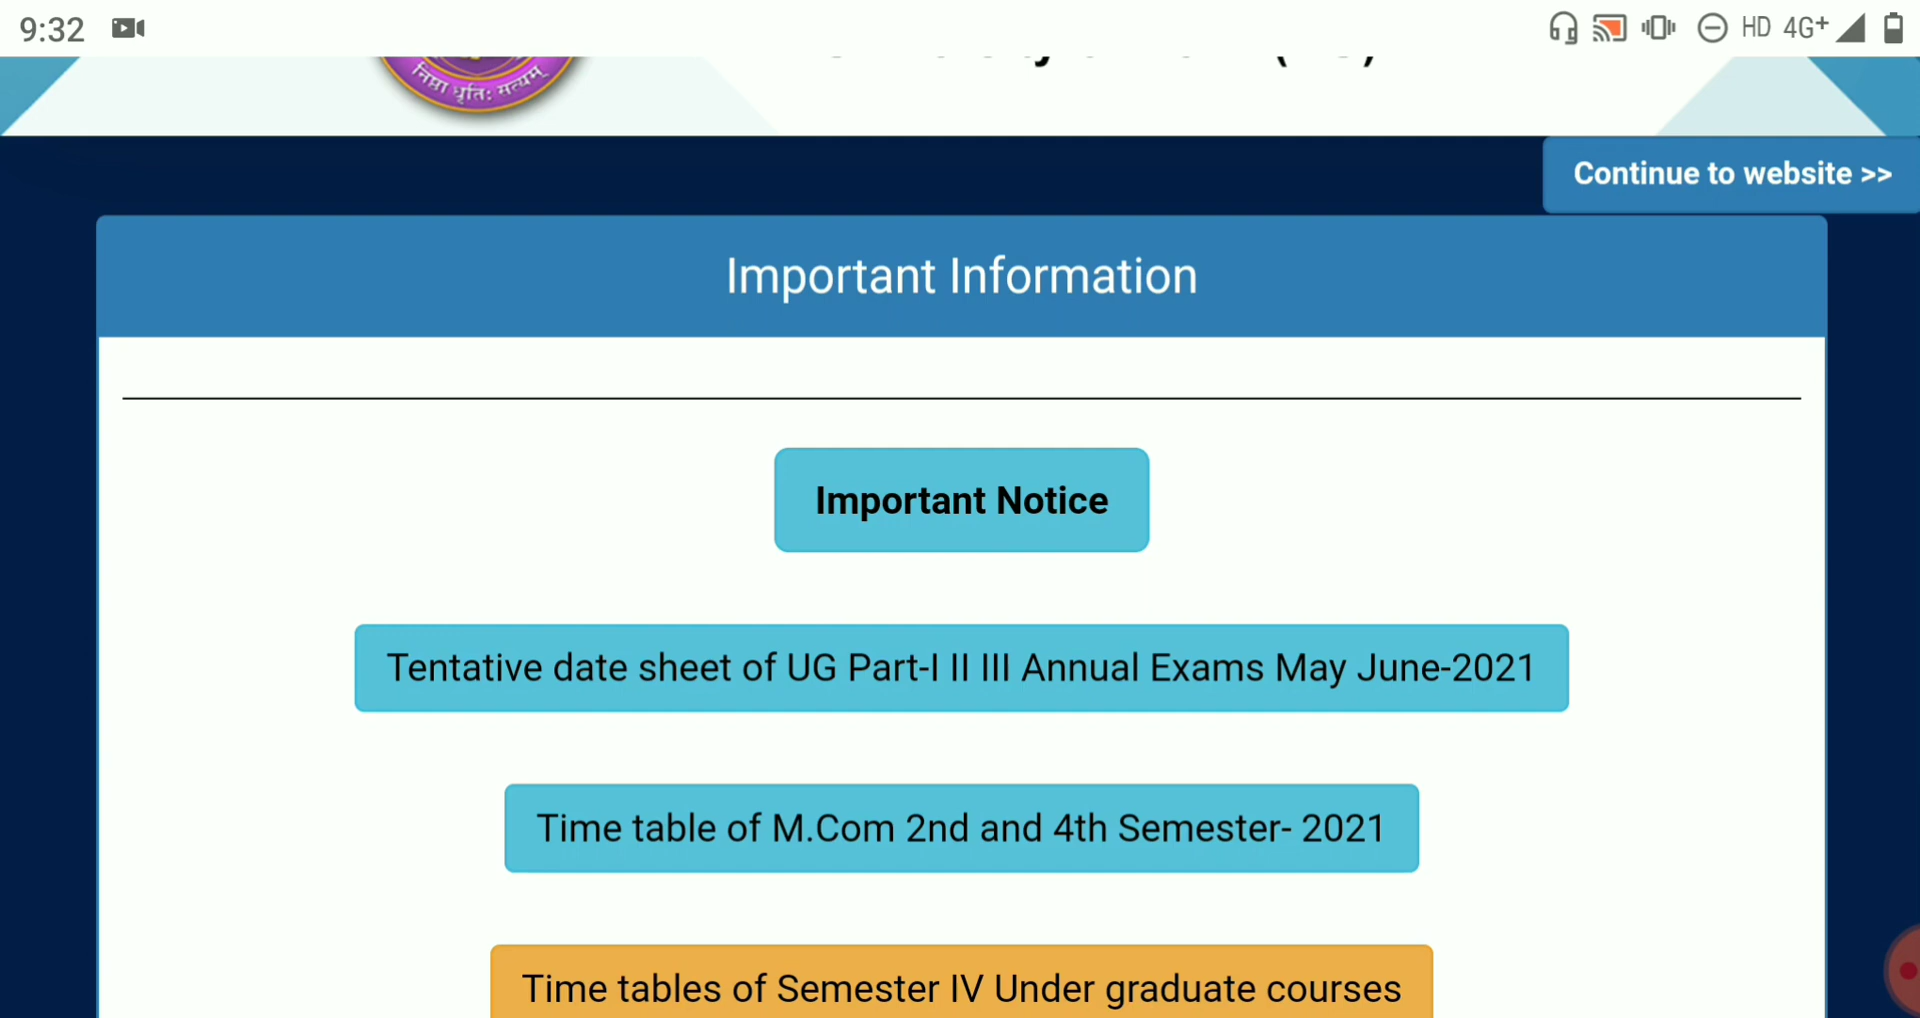 9:32
HD 4G+
निष्ठा धृतिः सत्यम्
Continue to website >>
Important Information
Important Notice
Tentative date sheet of UG Part-I II III Annual Exams May June-2021
Time table of M.Com 2nd and 4th Semester- 2021
Time tables of Semester IV Under graduate courses